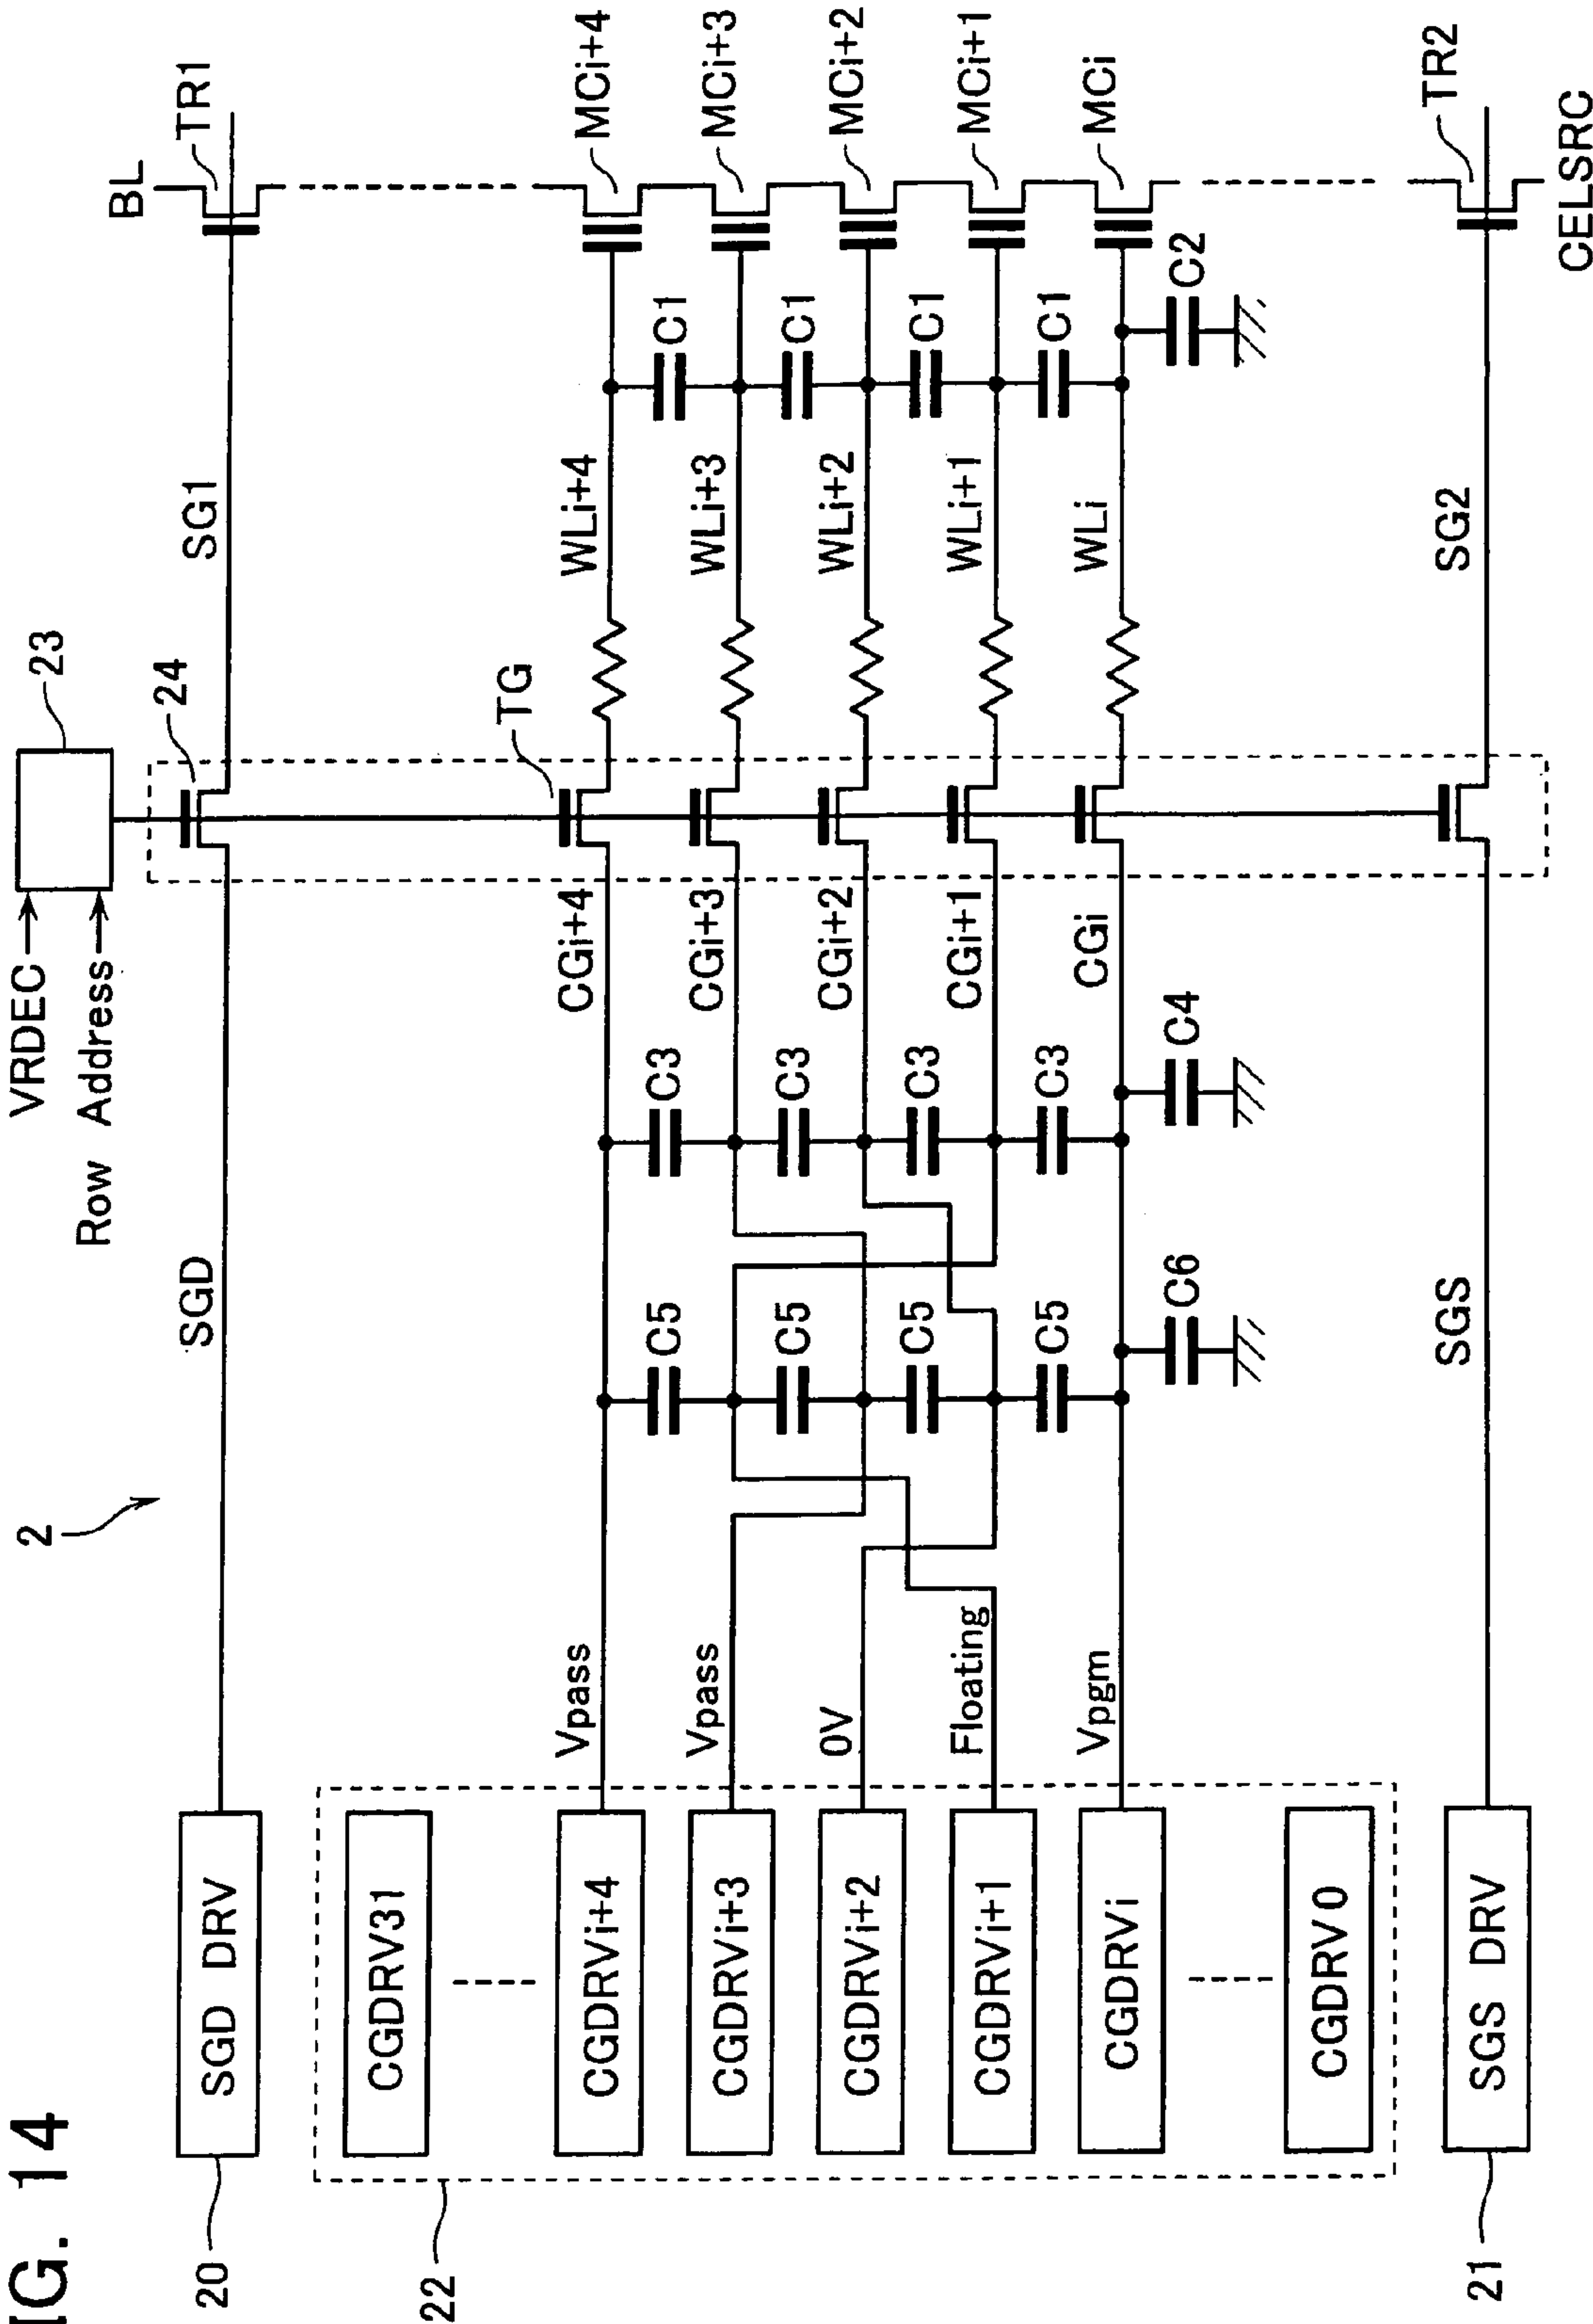 IG. 14
2
VRDEC
Row Address
23
24
BL
20
SGD DRV
SGD
SG1
TR1
22
CGDRV31
TG
CGDRVi+4
Vpass
C5
C3
CGi+4
WLi+4
C1
MCi+4
CGDRVi+3
Vpass
C5
C3
CGi+3
WLi+3
C1
MCi+3
CGDRVi+2
0V
C5
C3
CGi+2
WLi+2
C1
MCi+2
CGDRVi+1
Floating
C5
C3
CGi+1
WLi+1
C1
MCi+1
CGDRVi
Vpgm
C6
C4
CGi
WLi
C2
MCi
CGDRV0
21
SGS DRV
SGS
SG2
TR2
CELSRC